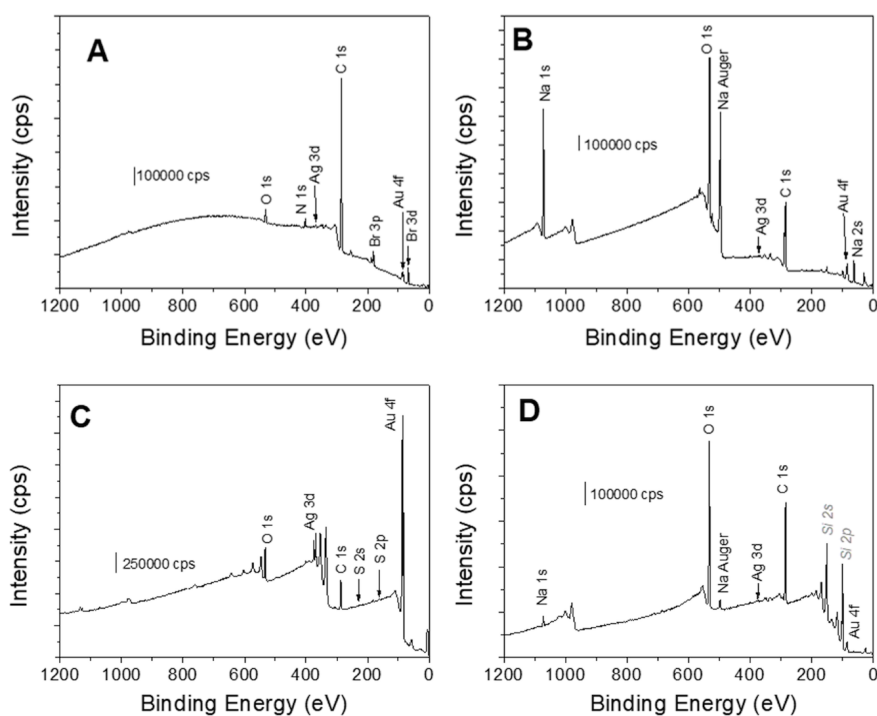 A
C 1s
O 1s
N 1s
Ag 3d
Br 3p
Au 4f
Br 3d
100000 cps
Intensity (cps)
1200 1000 800 600 400 200 0
Binding Energy (eV)
B
Na 1s
O 1s
Na Auger
Ag 3d
C 1s
Au 4f
Na 2s
100000 cps
Intensity (cps)
1200 1000 800 600 400 200 0
Binding Energy (eV)
C
Au 4f
O 1s
Ag 3d
C 1s
S 2s
S 2p
250000 cps
Intensity (cps)
1200 1000 800 600 400 200 0
Binding Energy (eV)
D
Na 1s
O 1s
Na Auger
Ag 3d
C 1s
Si 2s
Si 2p
Au 4f
100000 cps
Intensity (cps)
1200 1000 800 600 400 200 0
Binding Energy (eV)